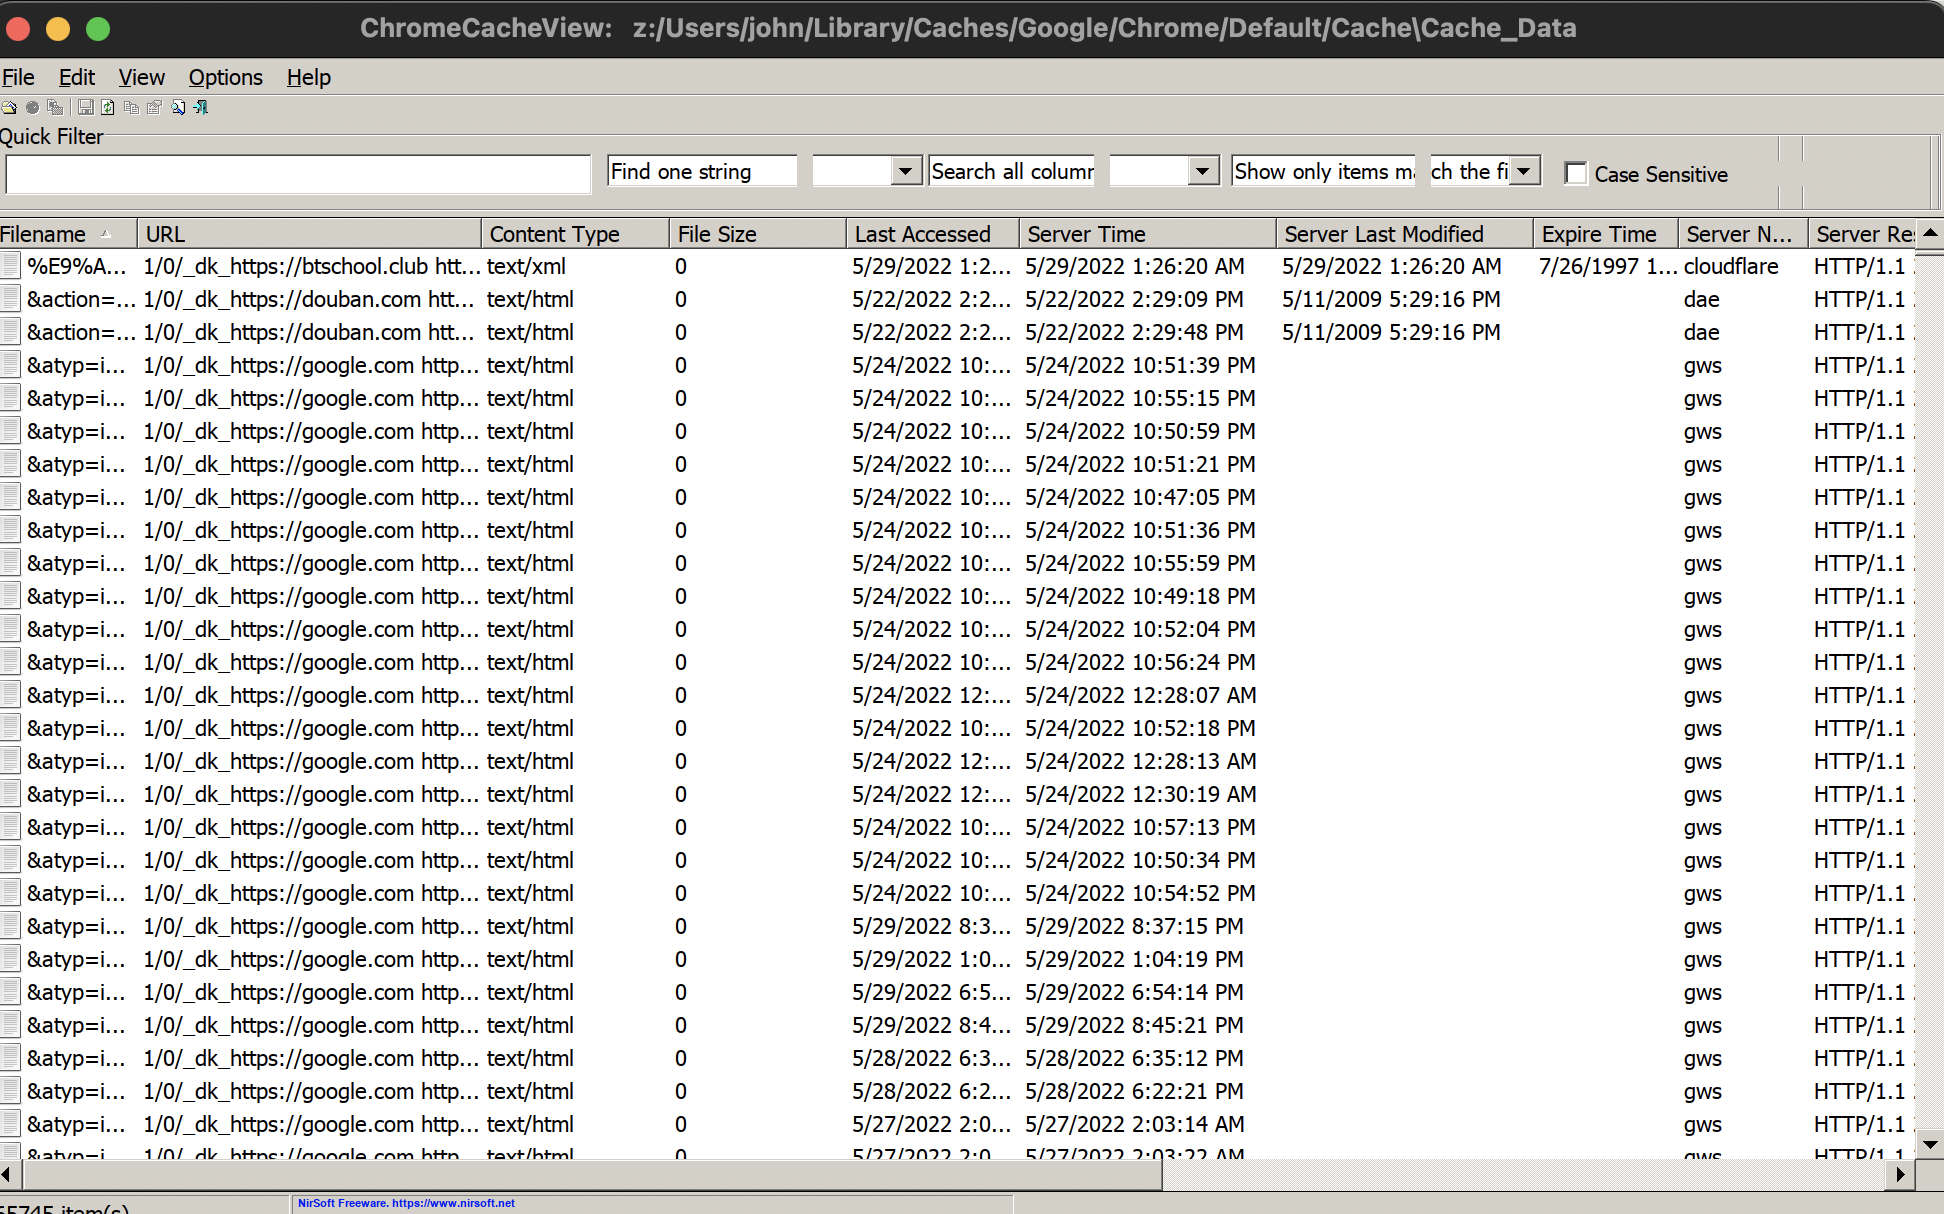 ChromeCacheView: z:/Users/john/Library/Caches/Google/Chrome/Default/Cache\Cache_Data
File Edit View Options Help
Quick Filter
Find one string Search all column Show only items ma ch the fi Case Sensitive
Filename URL Content Type File Size Last Accessed Server Time Server Last Modified Expire Time Server N... Server Res
%E9%A... 1/0/_dk_https://btschool.club htt... text/xml 0 5/29/2022 1:2... 5/29/2022 1:26:20 AM 5/29/2022 1:26:20 AM 7/26/1997 1... cloudflare HTTP/1.1
&action=... 1/0/_dk_https://douban.com htt... text/html 0 5/22/2022 2:2... 5/22/2022 2:29:09 PM 5/11/2009 5:29:16 PM dae HTTP/1.1
&action=... 1/0/_dk_https://douban.com htt... text/html 0 5/22/2022 2:2... 5/22/2022 2:29:48 PM 5/11/2009 5:29:16 PM dae HTTP/1.1
&atyp=i... 1/0/_dk_https://google.com http... text/html 0 5/24/2022 10:... 5/24/2022 10:51:39 PM gws HTTP/1.1
&atyp=i... 1/0/_dk_https://google.com http... text/html 0 5/24/2022 10:... 5/24/2022 10:55:15 PM gws HTTP/1.1
&atyp=i... 1/0/_dk_https://google.com http... text/html 0 5/24/2022 10:... 5/24/2022 10:50:59 PM gws HTTP/1.1
&atyp=i... 1/0/_dk_https://google.com http... text/html 0 5/24/2022 10:... 5/24/2022 10:51:21 PM gws HTTP/1.1
&atyp=i... 1/0/_dk_https://google.com http... text/html 0 5/24/2022 10:... 5/24/2022 10:47:05 PM gws HTTP/1.1
&atyp=i... 1/0/_dk_https://google.com http... text/html 0 5/24/2022 10:... 5/24/2022 10:51:36 PM gws HTTP/1.1
&atyp=i... 1/0/_dk_https://google.com http... text/html 0 5/24/2022 10:... 5/24/2022 10:55:59 PM gws HTTP/1.1
&atyp=i... 1/0/_dk_https://google.com http... text/html 0 5/24/2022 10:... 5/24/2022 10:49:18 PM gws HTTP/1.1
&atyp=i... 1/0/_dk_https://google.com http... text/html 0 5/24/2022 10:... 5/24/2022 10:52:04 PM gws HTTP/1.1
&atyp=i... 1/0/_dk_https://google.com http... text/html 0 5/24/2022 10:... 5/24/2022 10:56:24 PM gws HTTP/1.1
&atyp=i... 1/0/_dk_https://google.com http... text/html 0 5/24/2022 12:... 5/24/2022 12:28:07 AM gws HTTP/1.1
&atyp=i... 1/0/_dk_https://google.com http... text/html 0 5/24/2022 10:... 5/24/2022 10:52:18 PM gws HTTP/1.1
&atyp=i... 1/0/_dk_https://google.com http... text/html 0 5/24/2022 12:... 5/24/2022 12:28:13 AM gws HTTP/1.1
&atyp=i... 1/0/_dk_https://google.com http... text/html 0 5/24/2022 12:... 5/24/2022 12:30:19 AM gws HTTP/1.1
&atyp=i... 1/0/_dk_https://google.com http... text/html 0 5/24/2022 10:... 5/24/2022 10:57:13 PM gws HTTP/1.1
&atyp=i... 1/0/_dk_https://google.com http... text/html 0 5/24/2022 10:... 5/24/2022 10:50:34 PM gws HTTP/1.1
&atyp=i... 1/0/_dk_https://google.com http... text/html 0 5/24/2022 10:... 5/24/2022 10:54:52 PM gws HTTP/1.1
&atyp=i... 1/0/_dk_https://google.com http... text/html 0 5/29/2022 8:3... 5/29/2022 8:37:15 PM gws HTTP/1.1
&atyp=i... 1/0/_dk_https://google.com http... text/html 0 5/29/2022 1:0... 5/29/2022 1:04:19 PM gws HTTP/1.1
&atyp=i... 1/0/_dk_https://google.com http... text/html 0 5/29/2022 6:5... 5/29/2022 6:54:14 PM gws HTTP/1.1
&atyp=i... 1/0/_dk_https://google.com http... text/html 0 5/29/2022 8:4... 5/29/2022 8:45:21 PM gws HTTP/1.1
&atyp=i... 1/0/_dk_https://google.com http... text/html 0 5/28/2022 6:3... 5/28/2022 6:35:12 PM gws HTTP/1.1
&atyp=i... 1/0/_dk_https://google.com http... text/html 0 5/28/2022 6:2... 5/28/2022 6:22:21 PM gws HTTP/1.1
&atyp=i... 1/0/_dk_https://google.com http... text/html 0 5/27/2022 2:0... 5/27/2022 2:03:14 AM gws HTTP/1.1
&atyp=i... 1/0/_dk_https://google.com http... text/html 0 5/27/2022 2:0... 5/27/2022 2:03:22 AM gws HTTP/1.1
item(s) NirSoft Freeware. https://www.nirsoft.net